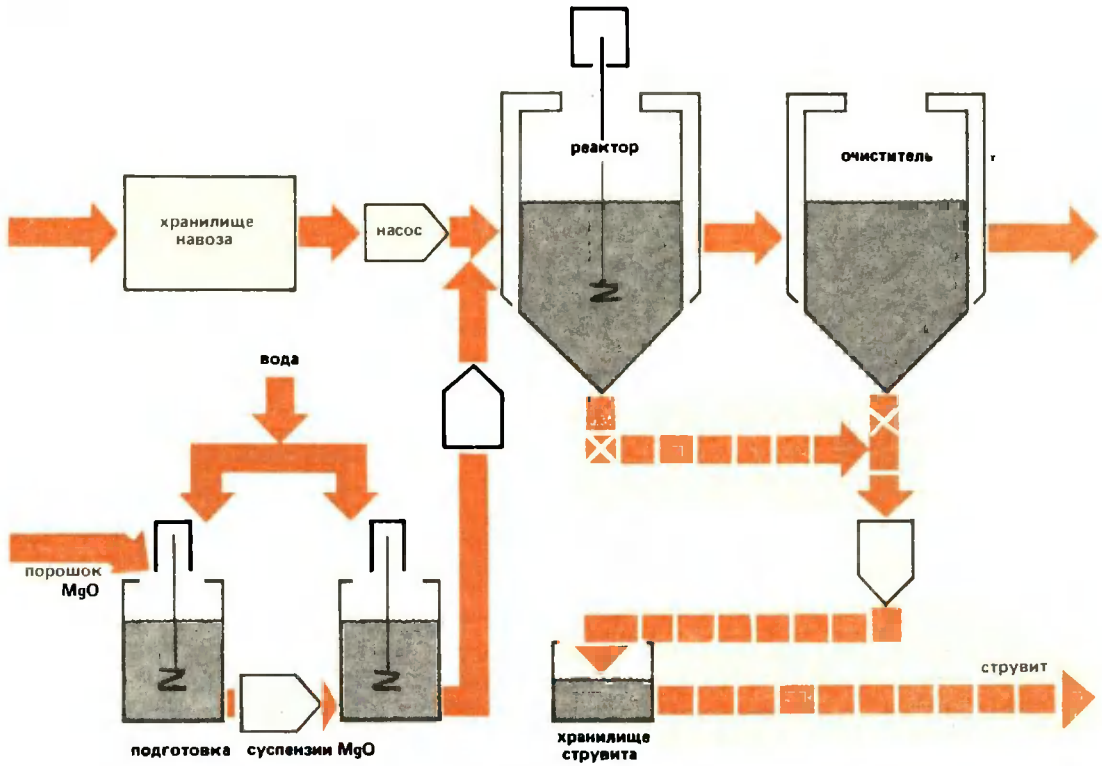 реактор
очиститель
хранилище
навоза
насос
вода
порошок
MgO
струвит
подготовка суспензии MgO
хранилище
струвита